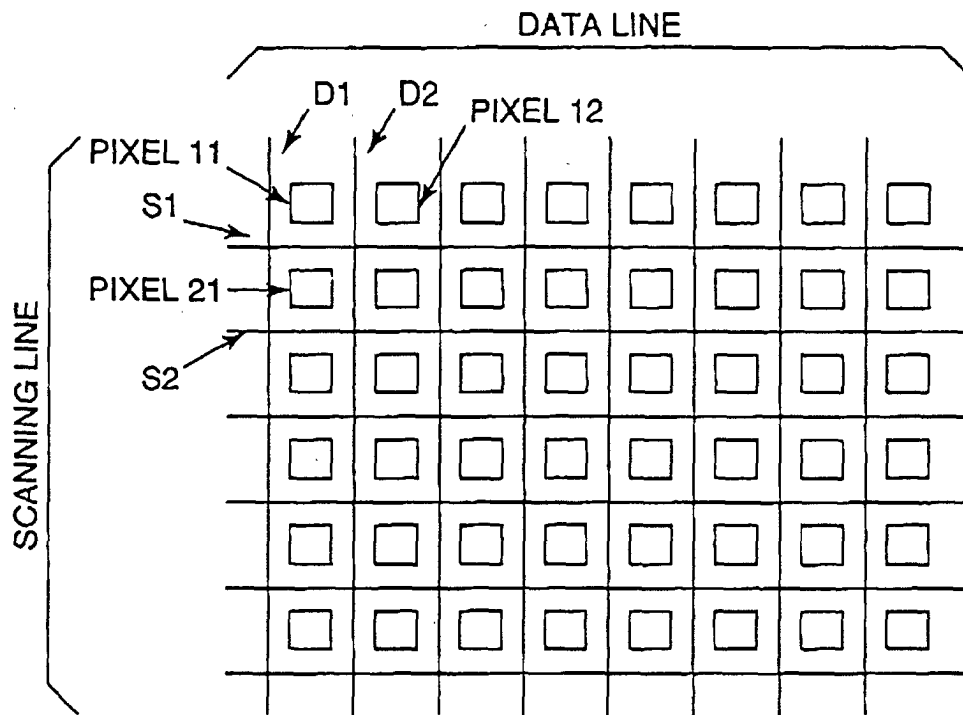 DATA LINE
D1
D2
PIXEL 12
PIXEL 11
S1
PIXEL 21
S2
SCANNING LINE